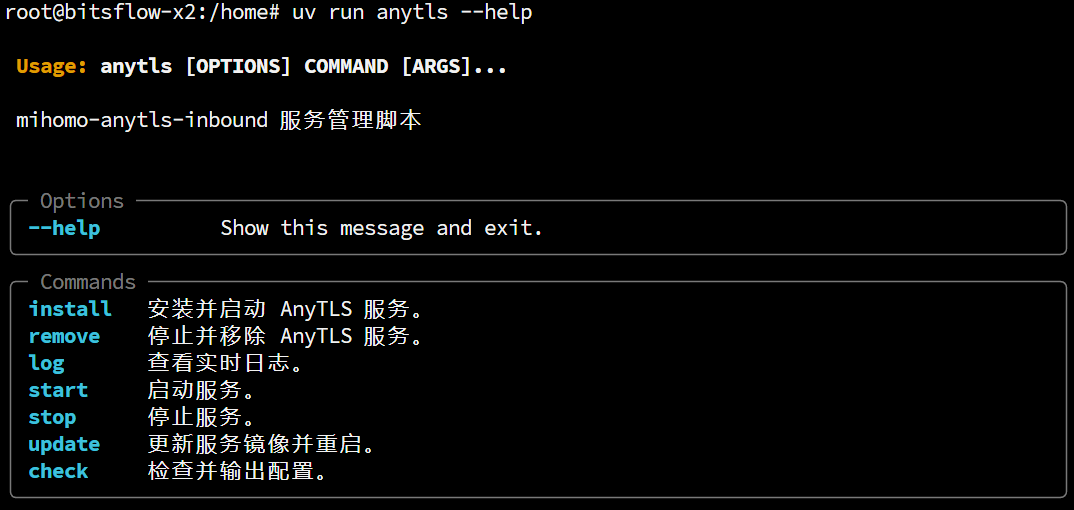 root@bitsflow-x2:/home# uv run anytls --help
Usage: anytls [OPTIONS] COMMAND [ARGS]...
mihomo-anytls-inbound 服务管理脚本
Options
--help Show this message and exit.
Commands
install 安装并启动 AnyTLS 服务。
remove 停止并移除 AnyTLS 服务。
log 查看实时日志。
start 启动服务。
stop 停止服务。
update 更新服务镜像并重启。
check 检查并输出配置。